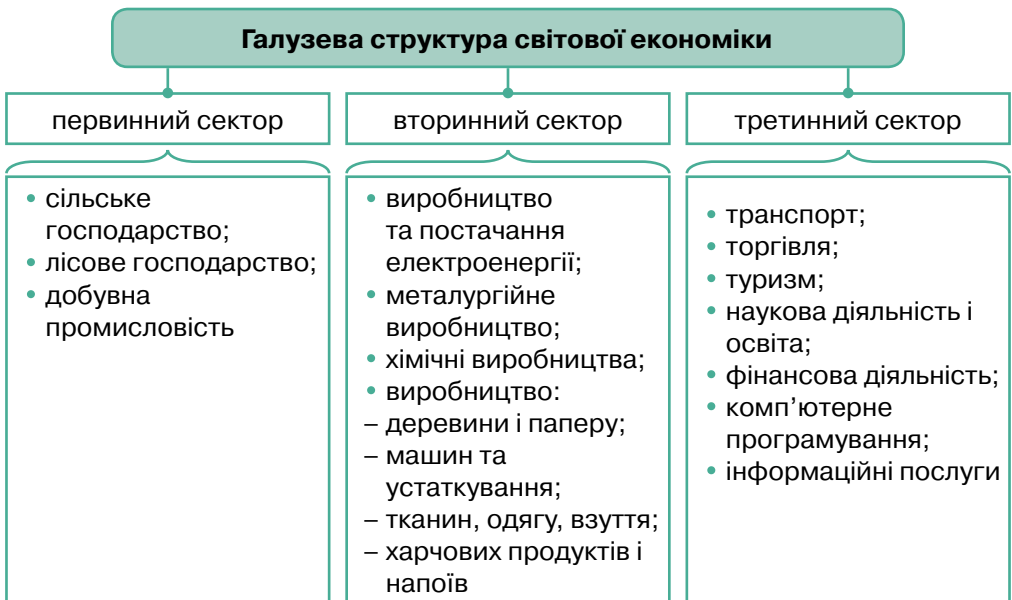 Галузева структура світової економіки
первинний сектор
• сільське
господарство;
• лісове господарство;
• добувна
промисловість
вторинний сектор
• виробництво
та постачання
електроенергії;
• металургійне
виробництво;
• хімічні виробництва;
• виробництво:
– деревини і паперу;
– машин та
устаткування;
– тканин, одягу, взуття;
– харчових продуктів і
напоїв
третинний сектор
• транспорт;
• торгівля;
• туризм;
• наукова діяльність і
освіта;
• фінансова діяльність;
• комп’ютерне
програмування;
• інформаційні послуги